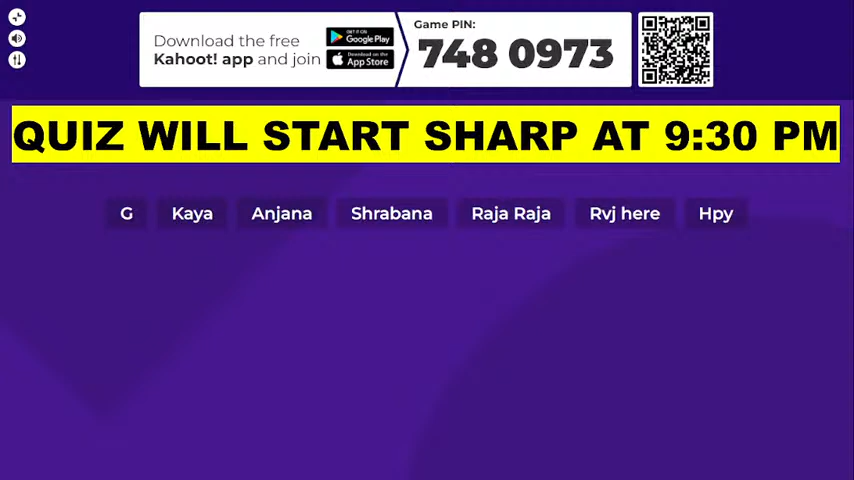 Download the free
Kahoot! app and join
GET IT ON
Google Play
Download on the
App Store
Game PIN:
748 0973
QUIZ WILL START SHARP AT 9:30 PM
G Kaya Anjana Shrabana Raja Raja Rvj here Hpy